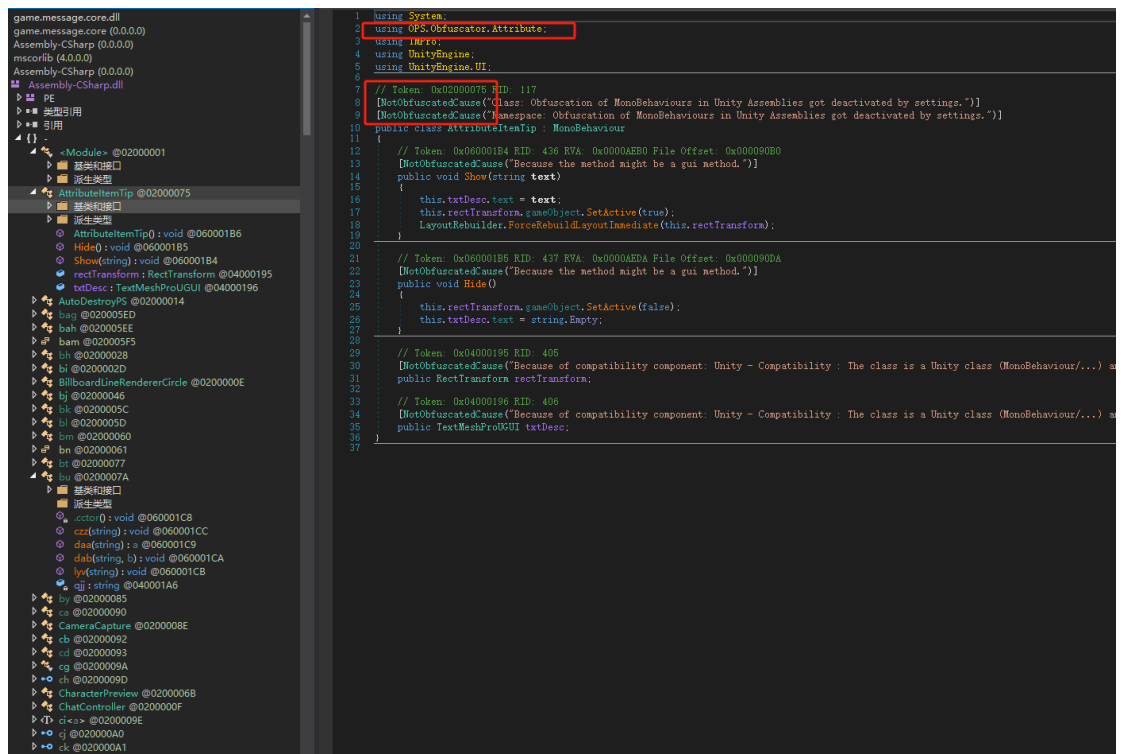 game.message.core.dll
game.message.core (0.0.0.0)
Assembly-CSharp (0.0.0.0)
mscorlib (4.0.0.0)
Assembly-CSharp (0.0.0.0)
Assembly-CSharp.dll
PE
类型引用
引用
{} -
<Module> @02000001
基类和接口
派生类型
AttributeItemTip @02000075
基类和接口
派生类型
AttributeItemTip() : void @060001B6
Hide() : void @060001B5
Show(string) : void @060001B4
rectTransform : RectTransform @04000195
txtDesc : TextMeshProUGUI @04000196
AutoDestroyPS @02000014
bag @020005ED
bah @020005EE
bam @020005F5
bh @02000028
bi @0200002D
BillboardLineRendererCircle @0200000E
bj @02000046
bk @0200005C
bl @0200005D
bm @02000060
bn @02000061
bt @02000077
bu @0200007A
基类和接口
派生类型
.cctor() : void @060001C8
czz(string) : void @060001CC
daa(string) : a @060001C9
dab(string, b) : void @060001CA
lyv(string) : void @060001CB
qjj : string @040001A6
by @02000085
ca @02000090
CameraCapture @0200008E
cb @02000092
cd @02000093
cg @0200009A
ch @0200009D
CharacterPreview @0200006B
ChatController @0200000F
ci<a> @0200009E
cj @020000A0
ck @020000A1
1 using System;
2 using OPS.Obfuscator.Attribute;
3 using TMPro;
4 using UnityEngine;
5 using UnityEngine.UI;
6
7 // Token: 0x02000075 RID: 117
8 [NotObfuscatedCause("Class: Obfuscation of MonoBehaviours in Unity Assemblies got deactivated by settings.")]
9 [NotObfuscatedCause("Namespace: Obfuscation of MonoBehaviours in Unity Assemblies got deactivated by settings.")]
10 public class AttributeItemTip : MonoBehaviour
11 {
12 // Token: 0x060001B4 RID: 436 RVA: 0x0000AEB0 File Offset: 0x000090B0
13 [NotObfuscatedCause("Because the method might be a gui method.")]
14 public void Show(string text)
15 {
16 this.txtDesc.text = text;
17 this.rectTransform.gameObject.SetActive(true);
18 LayoutRebuilder.ForceRebuildLayoutImmediate(this.rectTransform);
19 }
20
21 // Token: 0x060001B5 RID: 437 RVA: 0x0000AEDA File Offset: 0x000090DA
22 [NotObfuscatedCause("Because the method might be a gui method.")]
23 public void Hide()
24 {
25 this.rectTransform.gameObject.SetActive(false);
26 this.txtDesc.text = string.Empty;
27 }
28
29 // Token: 0x04000195 RID: 405
30 [NotObfuscatedCause("Because of compatibility component: Unity - Compatibility : The class is a Unity class (MonoBehaviour/...) a
31 public RectTransform rectTransform;
32
33 // Token: 0x04000196 RID: 406
34 [NotObfuscatedCause("Because of compatibility component: Unity - Compatibility : The class is a Unity class (MonoBehaviour/...) a
35 public TextMeshProUGUI txtDesc;
36 }
37